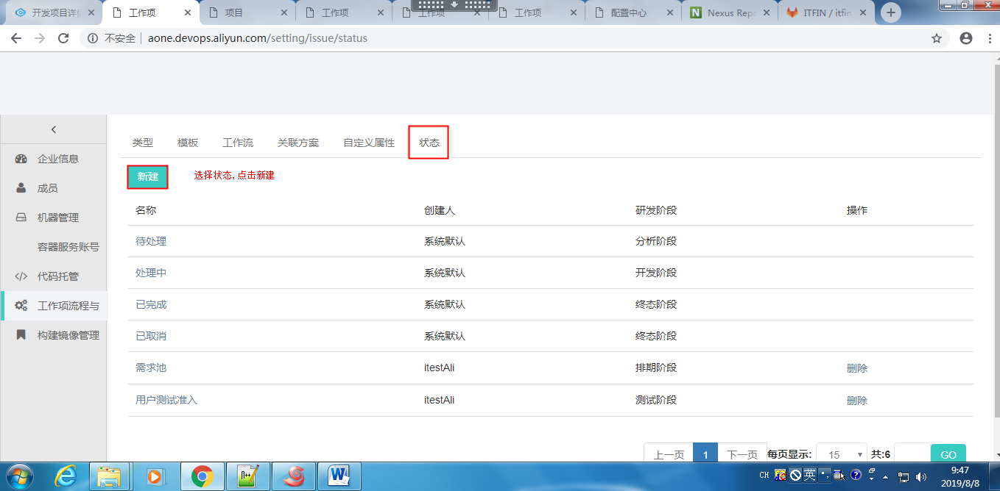 开发项目详情
工作项
项目
工作项
工作项
工作项
配置中心
Nexus Repo
ITFIN / itfin
不安全
aone.devops.aliyun.com/setting/issue/status
类型 模板 工作流 关联方案 自定义属性 状态
企业信息
成员
机器管理
容器服务账号
代码托管
工作项流程与
构建镜像管理
新建 选择状态, 点击新建
名称 创建人 研发阶段 操作
待处理 系统默认 分析阶段
处理中 系统默认 开发阶段
已完成 系统默认 终态阶段
已取消 系统默认 终态阶段
需求池 itestAli 排期阶段 删除
用户测试准入 itestAli 测试阶段 删除
上一页 1 下一页 每页显示: 15 共:6 GO
CH 英
9:47
2019/8/8